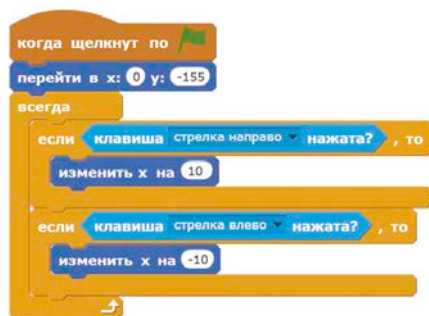 когда щелкнут по
перейти в x: 0 y: -155
всегда
если клавиша стрелка направо нажата? , то
изменить x на 10
если клавиша стрелка влево нажата? , то
изменить x на -10